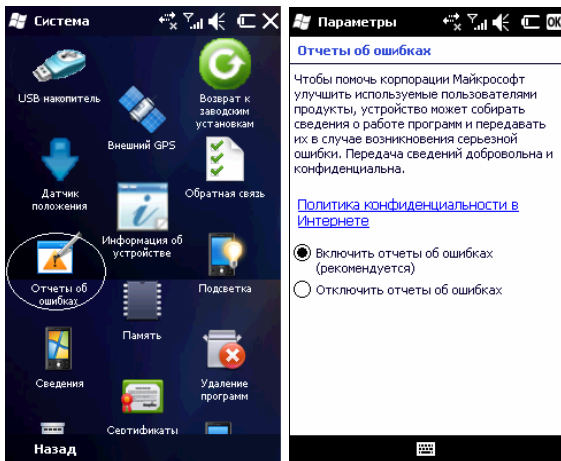 Система
USB накопитель
Возврат к
заводским
установкам
Внешний GPS
Датчик
положения
Обратная связь
Информация об
устройстве
Отчеты об
ошибках
Подсветка
Память
Сведения
Удаление
программ
Сертификаты
Назад
Параметры
OK
Отчеты об ошибках
Чтобы помочь корпорации Майкрософт
улучшить используемые пользователями
продукты, устройство может собирать
сведения о работе программ и передавать
их в случае возникновения серьезной
ошибки. Передача сведений добровольна и
конфиденциальна.
Политика конфиденциальности в
Интернете
Включить отчеты об ошибках
(рекомендуется)
Отключить отчеты об ошибках